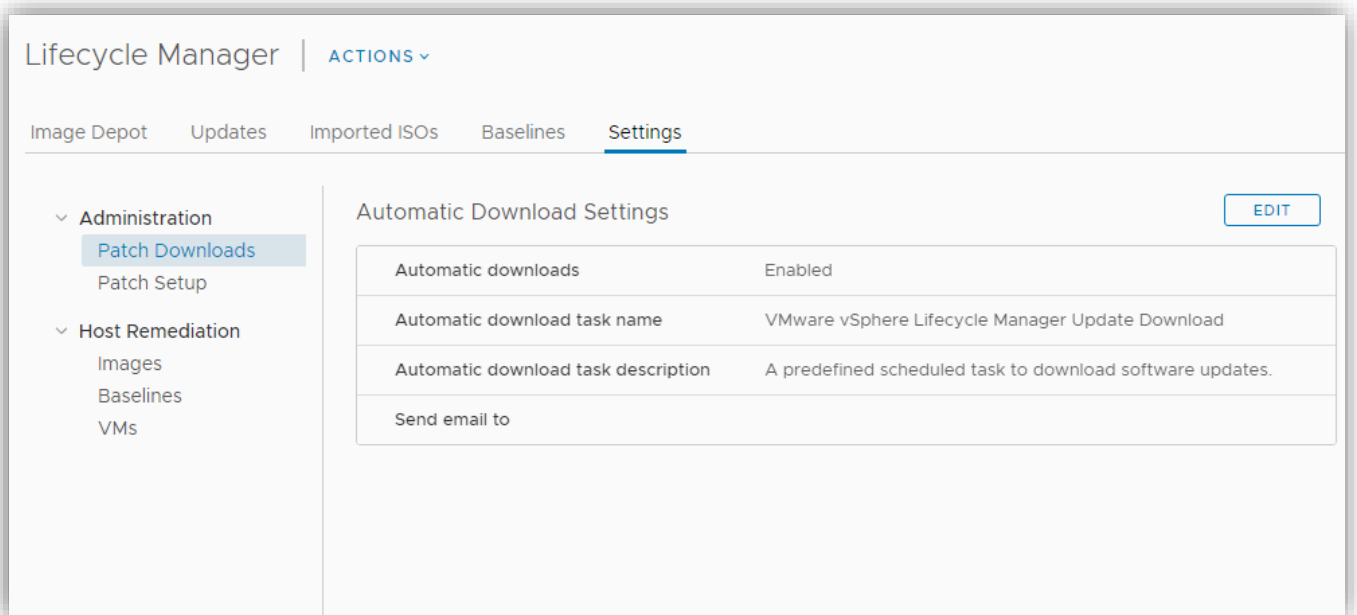 Lifecycle Manager ACTIONS
Image Depot Updates Imported ISOs Baselines Settings
Administration
Patch Downloads
Patch Setup
Host Remediation
Images
Baselines
VMs
Automatic Download Settings EDIT
Automatic downloads Enabled
Automatic download task name VMware vSphere Lifecycle Manager Update Download
Automatic download task description A predefined scheduled task to download software updates.
Send email to